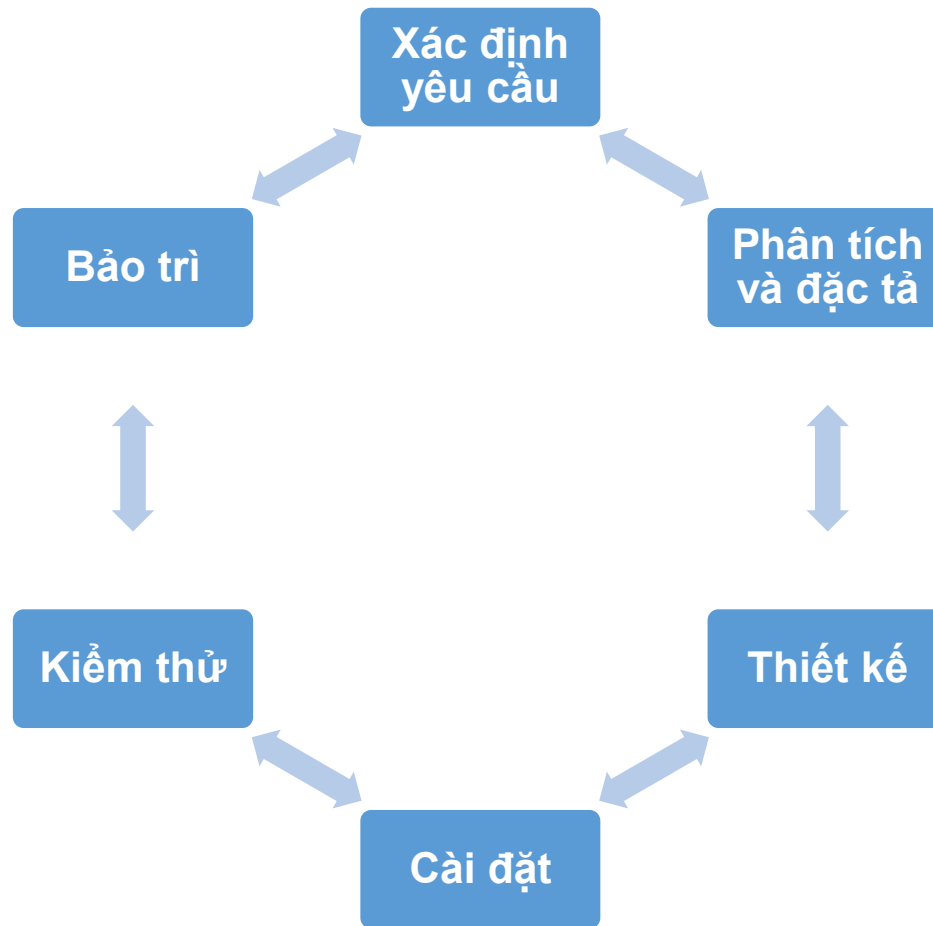 Xác định
yêu cầu
Phân tích
và đặc tả
Thiết kế
Cài đặt
Kiểm thử
Bảo trì